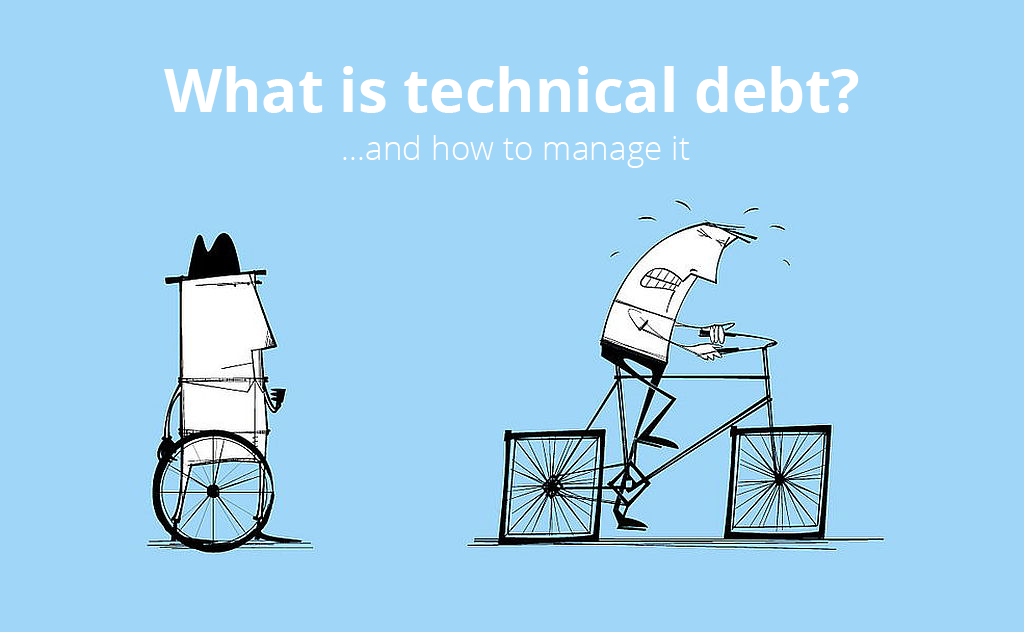 What is technical debt?
...and how to manage it